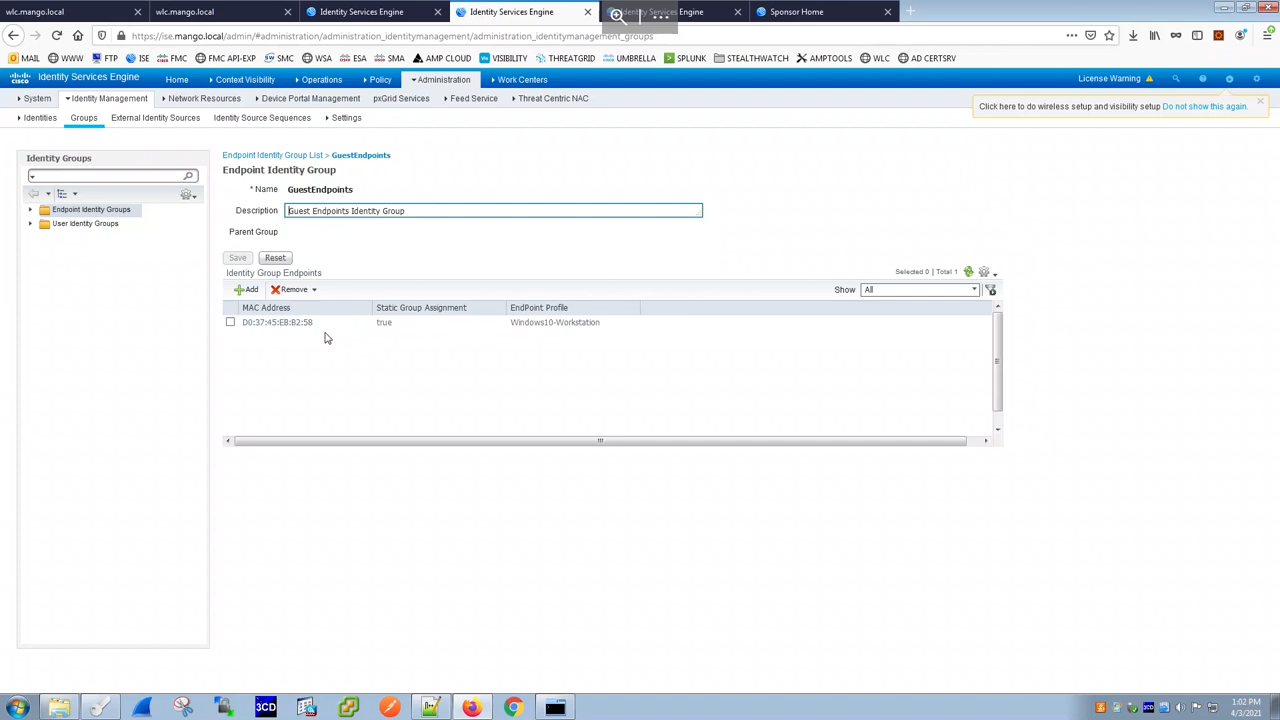 wlc.mango.local
wlc.mango.local
Identity Services Engine
Identity Services Engine
Identity Services Engine
Sponsor Home
https://ise.mango.local/admin/#administration/administration_identitymanagement/administration_identitymanagement_groups
MAIL WWW FTP ISE FMC FMC API-EXP SMC WSA ESA SMA AMP CLOUD VISIBILITY THREATGRID UMBRELLA SPLUNK STEALTHWATCH AMPTOOLS WLC AD CERTSRV
CISCO Identity Services Engine Home Context Visibility Operations Policy Administration Work Centers License Warning
System Identity Management Network Resources Device Portal Management pxGrid Services Feed Service Threat Centric NAC
Click here to do wireless setup and visibility setup Do not show this again.
Identities Groups External Identity Sources Identity Source Sequences Settings
Identity Groups
Endpoint Identity Groups
User Identity Groups
Endpoint Identity Group List > GuestEndpoints
Endpoint Identity Group
* Name GuestEndpoints
Description Guest Endpoints Identity Group
Parent Group
Save Reset
Identity Group Endpoints
Selected 0 | Total 1
Add Remove
Show All
MAC Address Static Group Assignment EndPoint Profile
D0:37:45:EB:B2:5B true Windows10-Workstation
3CD
3CD
1:02 PM
4/3/2021